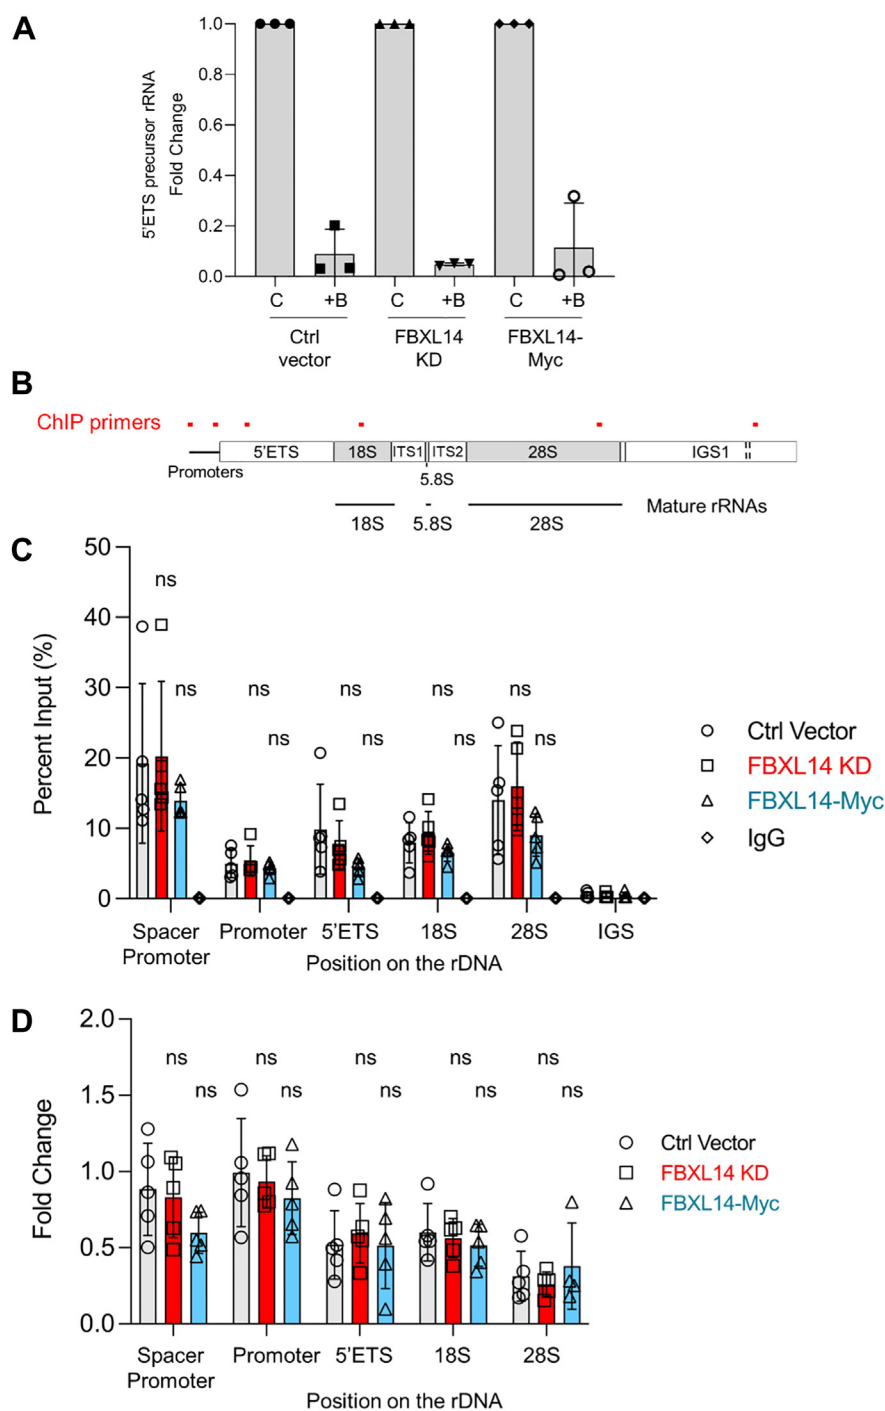 A
5'ETS precursor rRNA
Fold Change
1.0
0.8
0.6
0.4
0.2
0.0
C +B C +B C +B
Ctrl vector
FBXL14 KD
FBXL14-Myc
B
ChIP primers
Promoters
5'ETS 18S ITS1 ITS2 28S IGS1
5.8S
18S 5.8S 28S
Mature rRNAs
C
Percent Input (%)
50
40
30
20
10
0
ns ns
ns ns
ns ns
ns ns
ns ns
Spacer Promoter
Promoter
5'ETS
18S
28S
IGS
Position on the rDNA
Ctrl Vector
FBXL14 KD
FBXL14-Myc
IgG
D
Fold Change
2.0
1.5
1.0
0.5
0.0
ns ns
ns ns
ns ns
ns ns
ns ns
Spacer Promoter
Promoter
5'ETS
18S
28S
Position on the rDNA
Ctrl Vector
FBXL14 KD
FBXL14-Myc